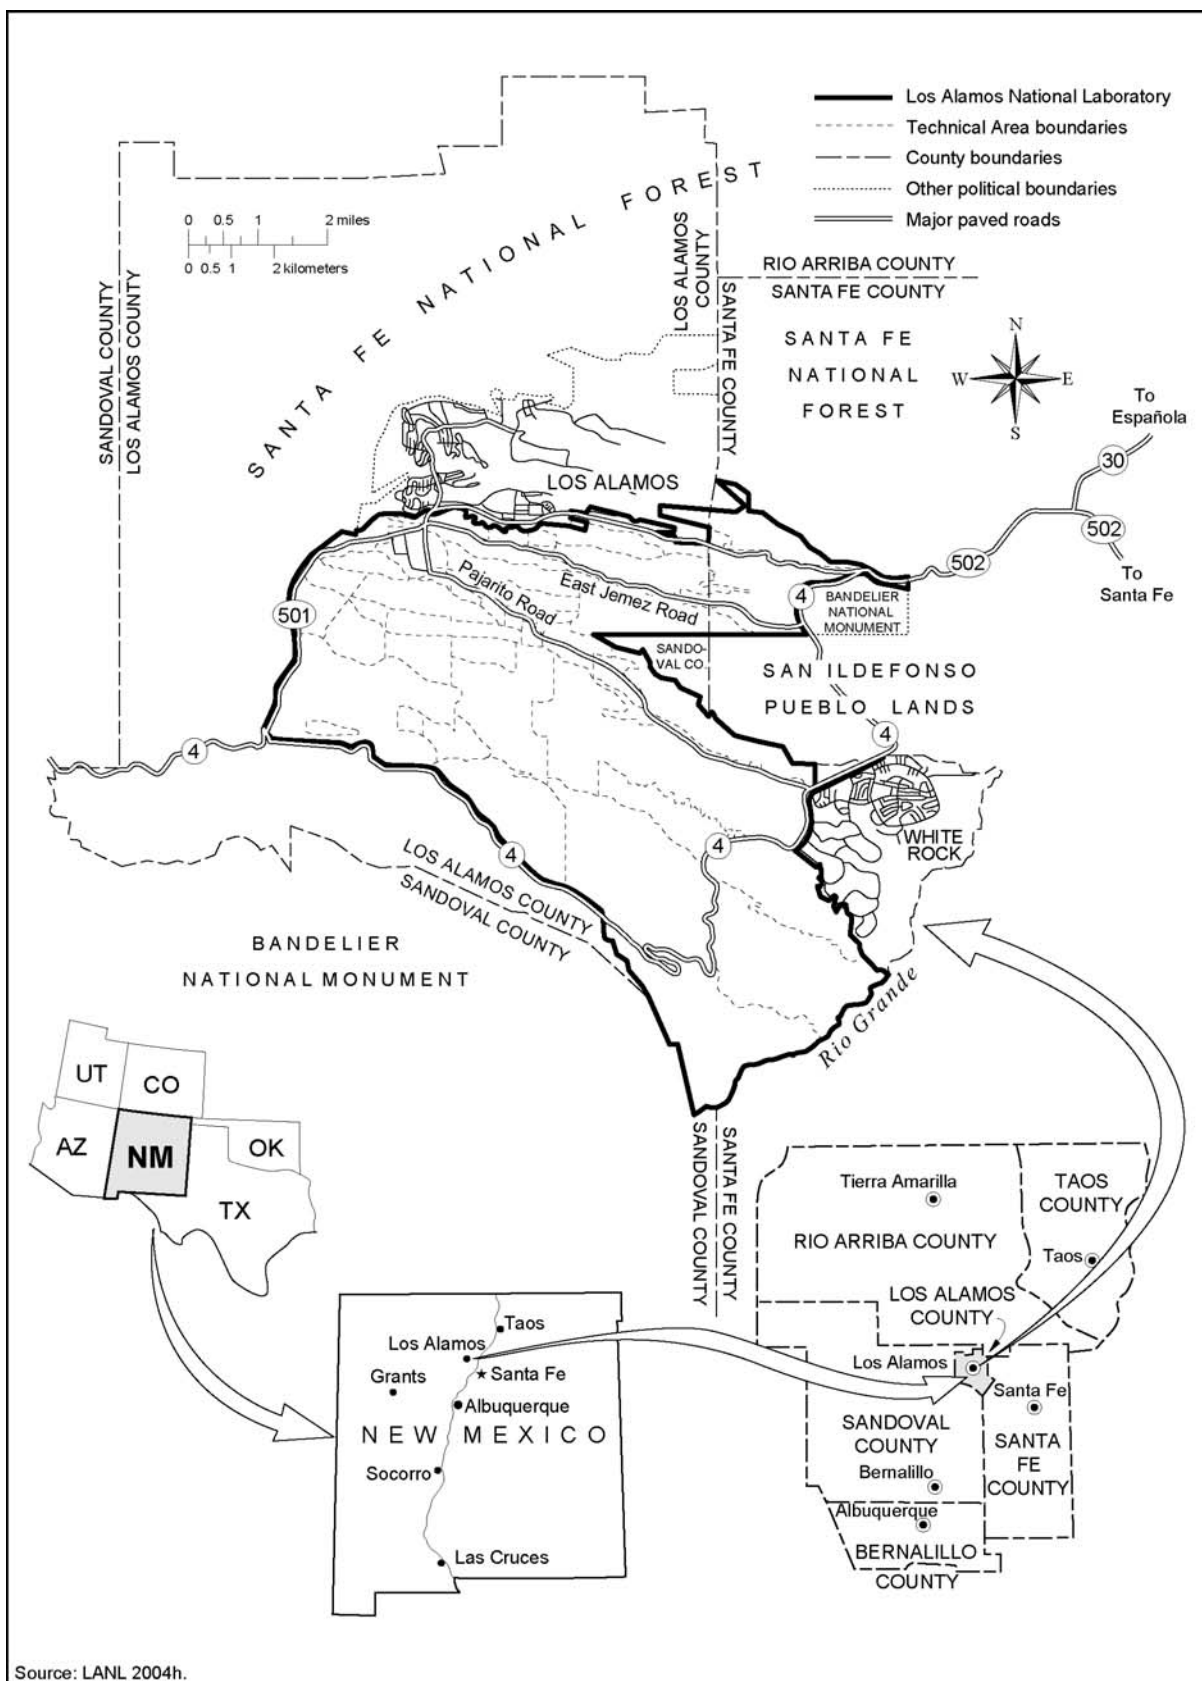 Los Alamos National Laboratory
Technical Area boundaries
County boundaries
Other political boundaries
Major paved roads
0 0.5 1 2 miles
0 0.5 1 2 kilometers
SANTA FE NATIONAL FOREST
SANDOVAL COUNTY
LOS ALAMOS COUNTY
LOS ALAMOS
COUNTY
SANTA FE COUNTY
RIO ARRIBA COUNTY
SANTA FE COUNTY
SANTA FE
NATIONAL
FOREST
N
W E
S
To
Española
30
502
502
To
Santa Fe
LOS ALAMOS
501
Pajarito Road
East Jemez Road
4
BANDELIER
NATIONAL
MONUMENT
SANDO-
VAL CO.
SAN ILDEFONSO
PUEBLO LANDS
4
4
WHITE
ROCK
4
4
LOS ALAMOS COUNTY
SANDOVAL COUNTY
BANDELIER
NATIONAL MONUMENT
Rio Grande
SANDOVAL COUNTY
SANTA FE COUNTY
UT
CO
AZ
NM
OK
TX
Taos
Los Alamos
Santa Fe
Grants
Albuquerque
NEW MEXICO
Socorro
Las Cruces
Tierra Amarilla
TAOS
COUNTY
RIO ARRIBA COUNTY
Taos
LOS ALAMOS
COUNTY
Los Alamos
Santa Fe
SANDOVAL
COUNTY
SANTA
FE
COUNTY
Bernalillo
Albuquerque
BERNALILLO
COUNTY
Source: LANL 2004h.